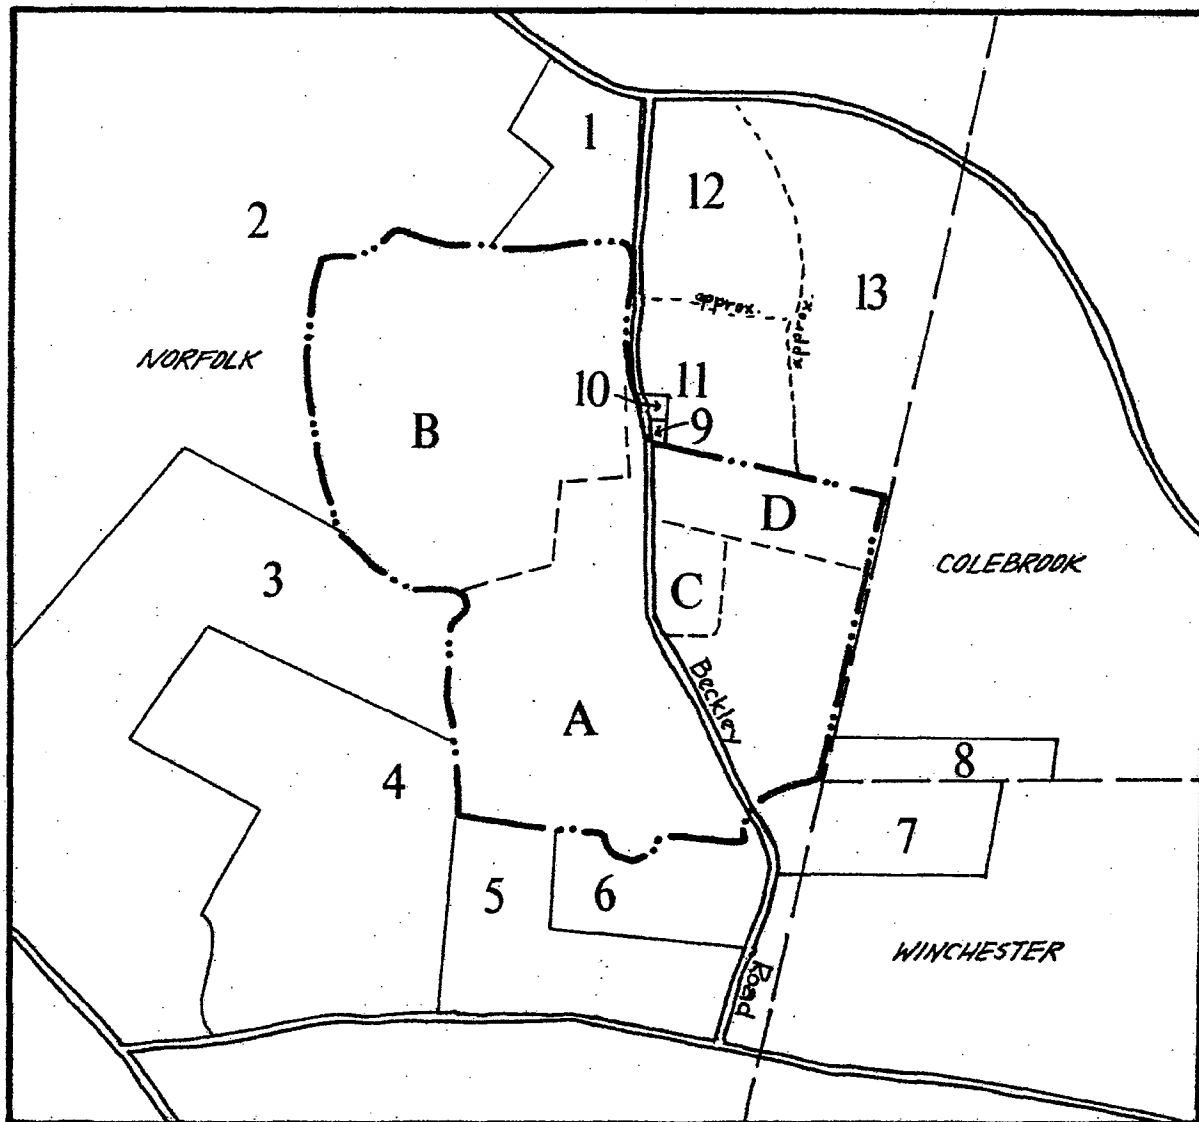 1
12
2
13
approx.
approx.
NORFOLK
10
11
B
9
D
COLEBROOK
3
C
Beckley
A
8
4
7
5
6
WINCHESTER
Road